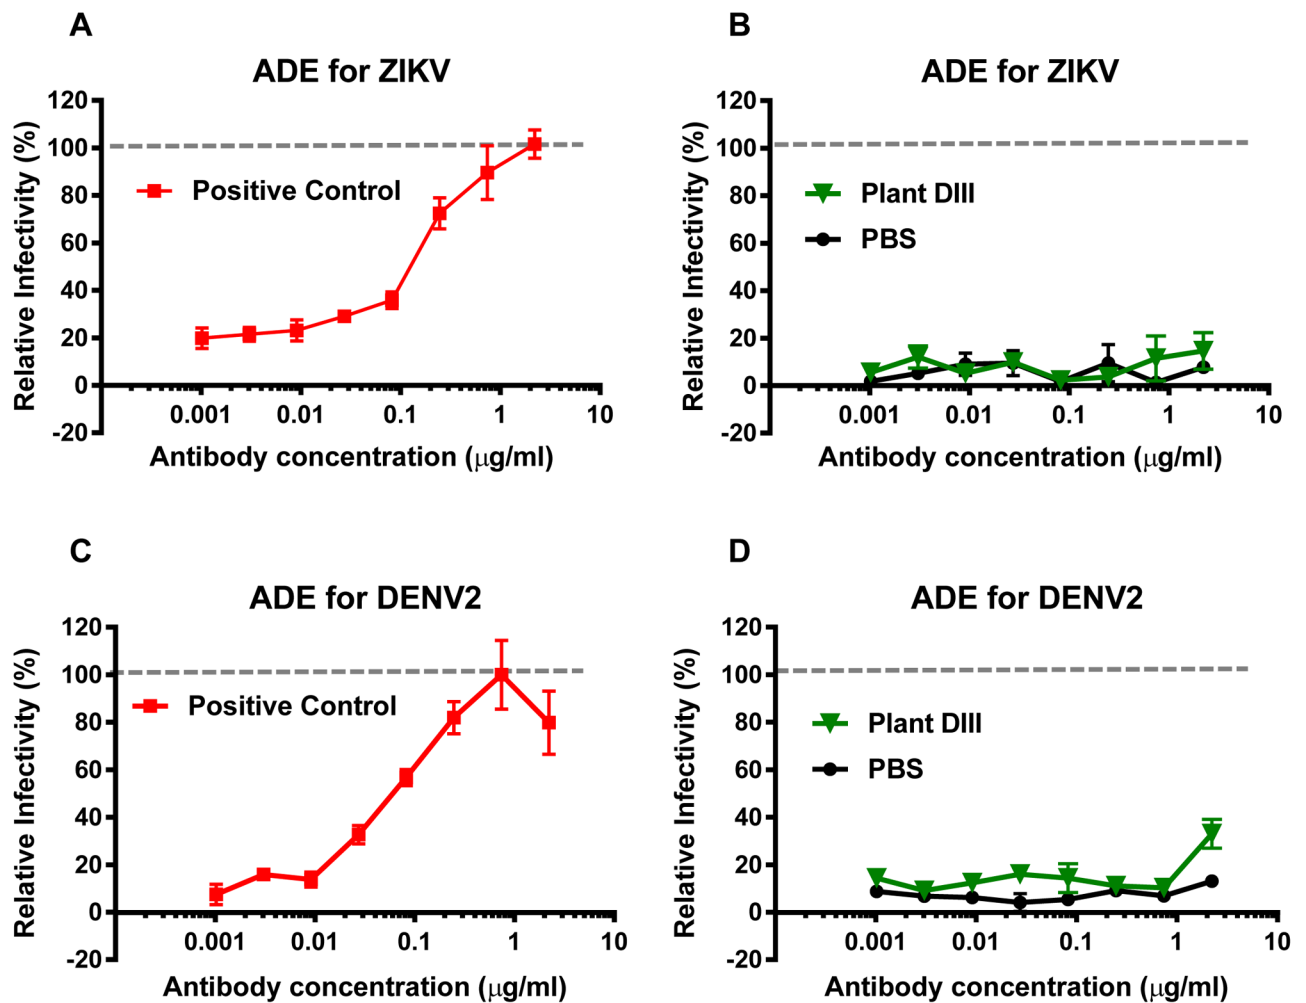 A
ADE for ZIKV
Relative Infectivity (%)
120
100
80
60
40
20
0
-20
Positive Control
0.001 0.01 0.1 1 10
Antibody concentration (μg/ml)
B
ADE for ZIKV
Relative Infectivity (%)
120
100
80
60
40
20
0
-20
Plant DIII
PBS
0.001 0.01 0.1 1 10
Antibody concentration (μg/ml)
C
ADE for DENV2
Relative Infectivity (%)
120
100
80
60
40
20
0
-20
Positive Control
0.001 0.01 0.1 1 10
Antibody concentration (μg/ml)
D
ADE for DENV2
Relative Infectivity (%)
120
100
80
60
40
20
0
-20
Plant DIII
PBS
0.001 0.01 0.1 1 10
Antibody concentration (μg/ml)